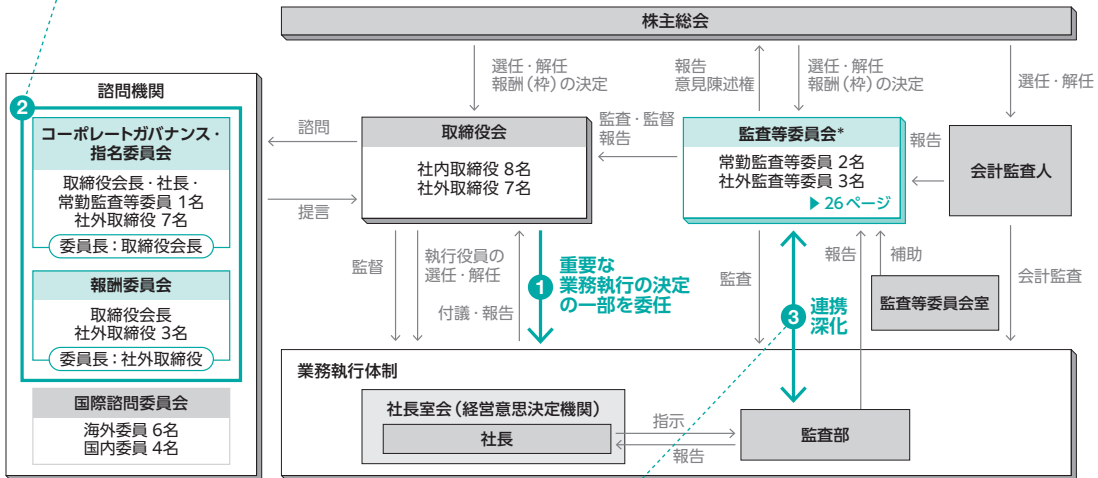 株主総会
選任・解任
報酬(枠)の決定
報告
意見陳述権
選任・解任
報酬(枠)の決定
選任・解任
諮問機関
2
コーポレートガバナンス・
指名委員会
取締役会長・社長・
常勤監査等委員 1名
社外取締役 7名
委員長:取締役会長
報酬委員会
取締役会長
社外取締役 3名
委員長:社外取締役
国際諮問委員会
海外委員 6名
国内委員 4名
諮問
提言
取締役会
社内取締役 8名
社外取締役 7名
監査・監督
報告
監査等委員会*
常勤監査等委員 2名
社外監査等委員 3名
▶ 26ページ
報告
会計監査人
監督
執行役員の
選任・解任
付議・報告
1
重要な
業務執行の決定
の一部を委任
監査
3
連携
深化
報告
補助
監査等委員会室
会計監査
業務執行体制
社長室会(経営意思決定機関)
社長
指示
報告
監査部